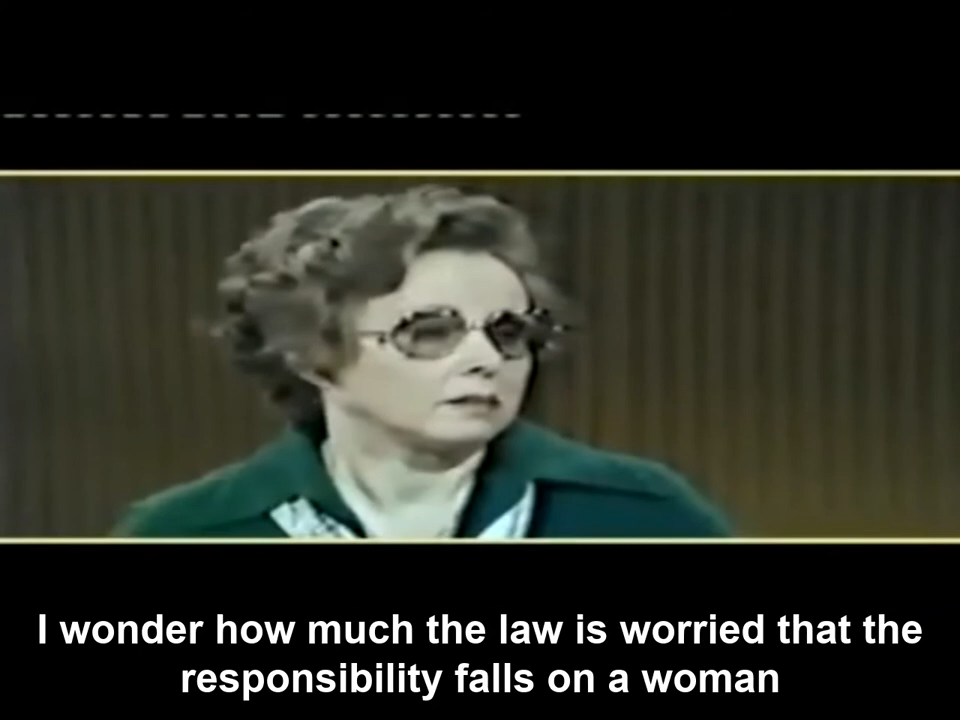 I wonder how much the law is worried that the
responsibility falls on a woman